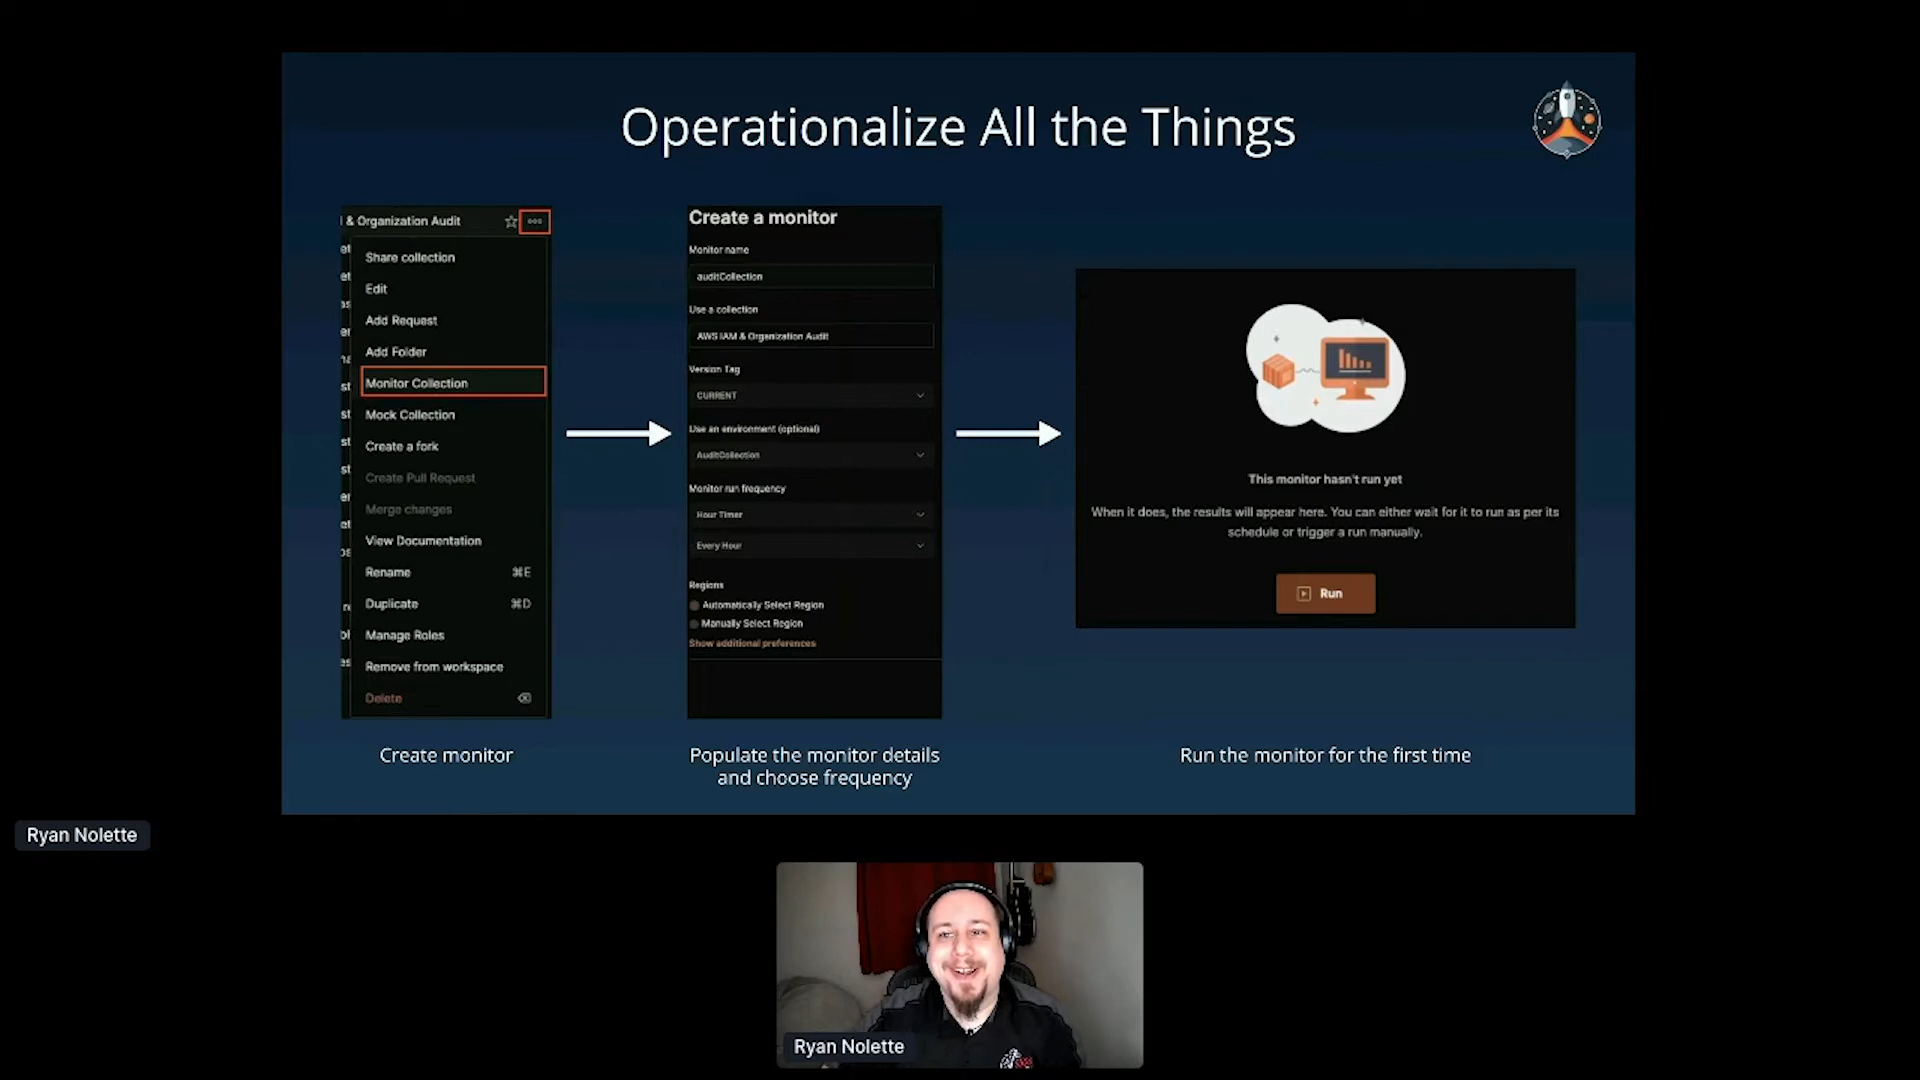 Operationalize All the Things
& Organization Audit
Share collection
Edit
Add Request
Add Folder
Monitor Collection
Mock Collection
Create a fork
Create Pull Request
Merge changes
View Documentation
Rename ⌘E
Duplicate ⌘D
Manage Roles
Remove from workspace
Delete
Create monitor
Create a monitor
Monitor name
auditCollection
Use a collection
AWS IAM & Organization Audit
Version Tag
CURRENT
Use an environment (optional)
AuditCollection
Monitor run frequency
Hour Timer
Every Hour
Regions
Automatically Select Region
Manually Select Region
Show additional preferences
Populate the monitor details
and choose frequency
This monitor hasn't run yet
When it does, the results will appear here. You can either wait for it to run as per its
schedule or trigger a run manually.
Run
Run the monitor for the first time
Ryan Nolette
Ryan Nolette